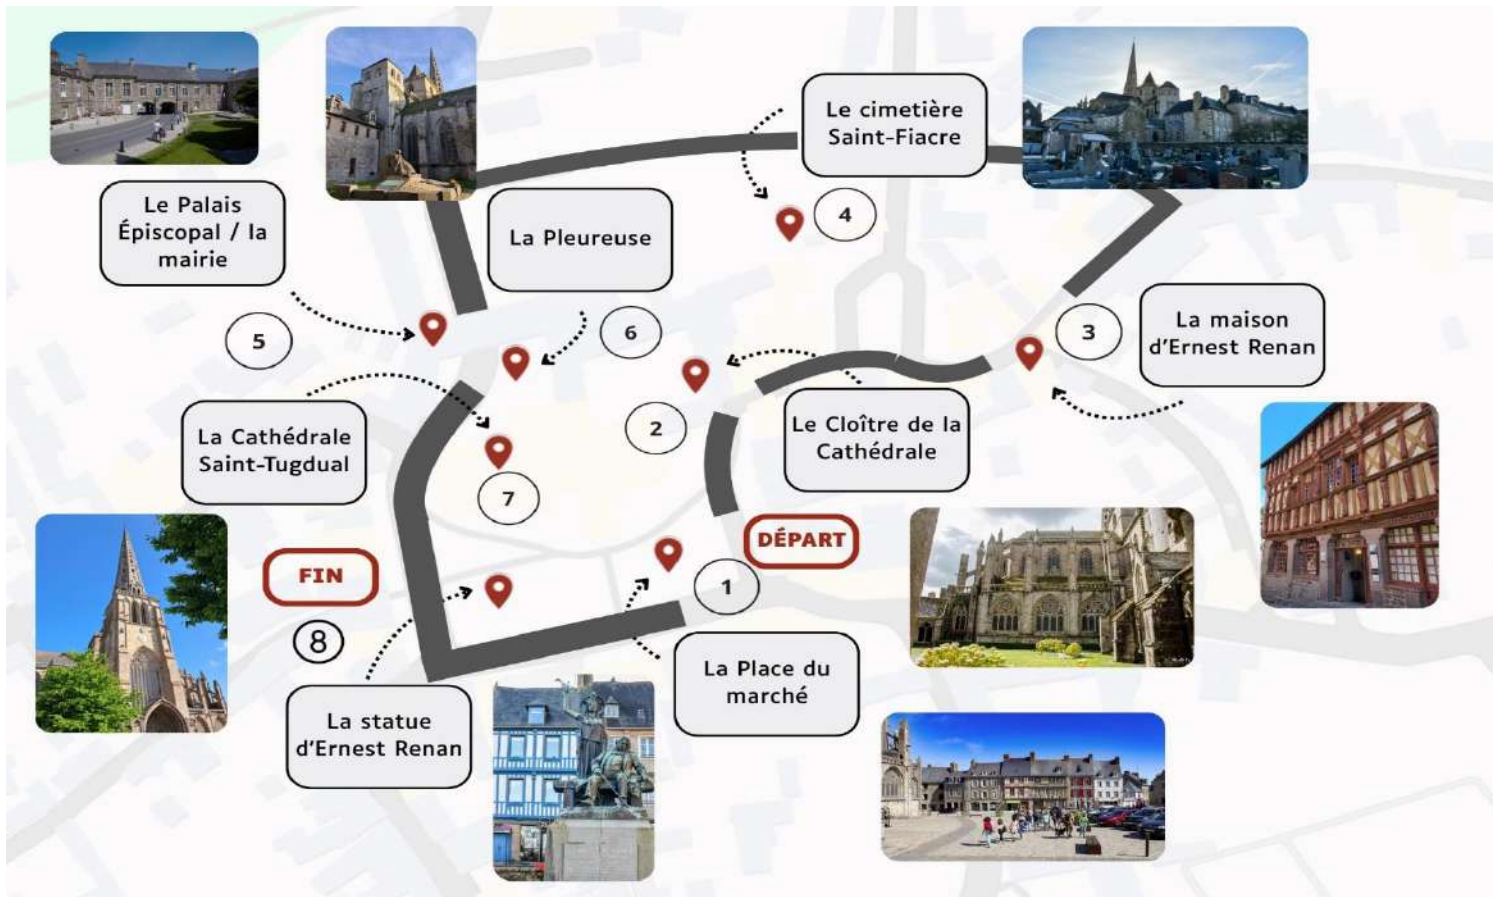 Le cimetière
Saint-Fiacre
4
Le Palais
Épiscopal / la
mairie
5
La Pleureuse
6
3
La maison
d'Ernest Renan
2
Le Cloître de la
Cathédrale
La Cathédrale
Saint-Tugdual
7
DÉPART
1
FIN
8
La Place du
marché
La statue
d'Ernest Renan